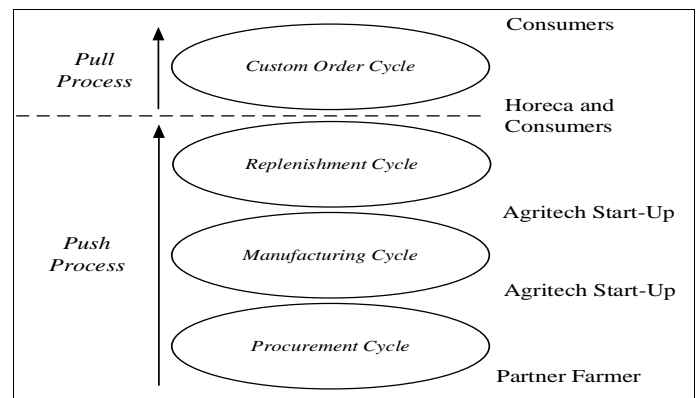 Consumers
Pull
Process
Custom Order Cycle
Horeca and
Consumers
Replenishment Cycle
Agritech Start-Up
Push
Process
Manufacturing Cycle
Agritech Start-Up
Procurement Cycle
Partner Farmer